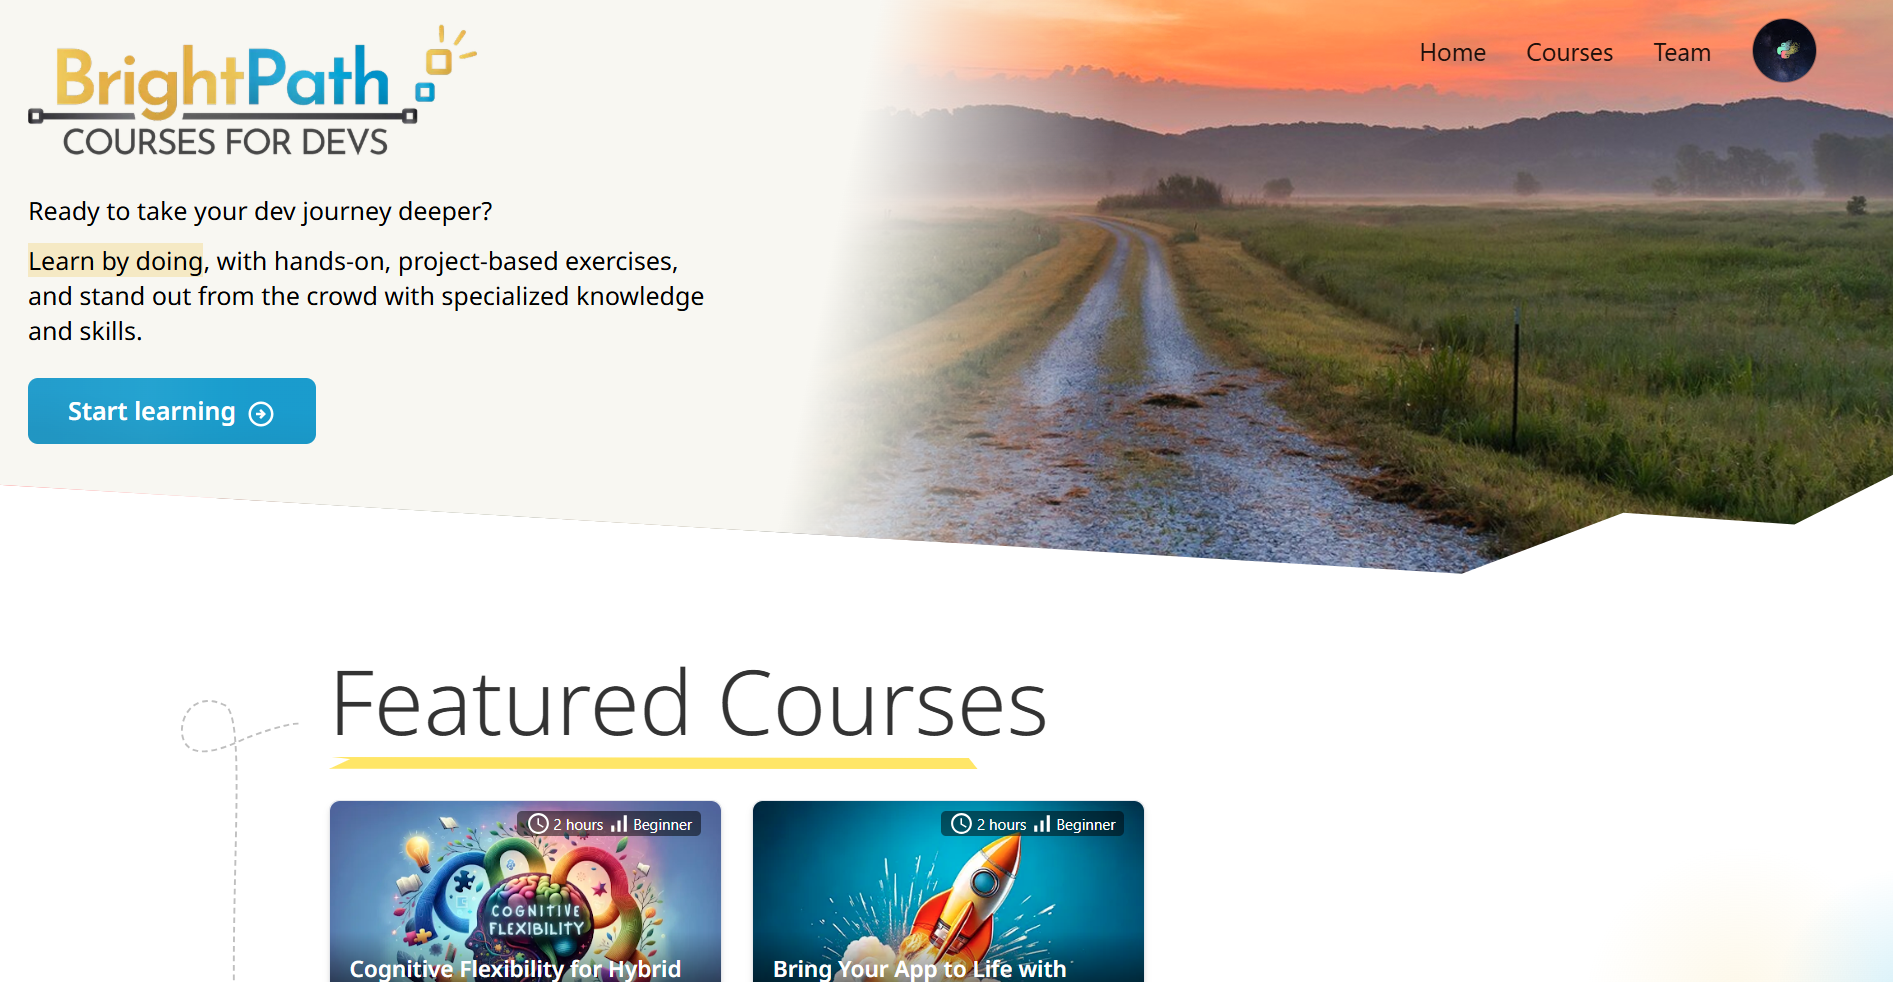 BrightPath
COURSES FOR DEVS
Home Courses Team
Ready to take your dev journey deeper?
Learn by doing, with hands-on, project-based exercises,
and stand out from the crowd with specialized knowledge
and skills.
Start learning
Featured Courses
2 hours Beginner
COGNITIVE
FLEXIBILITY
Cognitive Flexibility for Hybrid
2 hours Beginner
Bring Your App to Life with